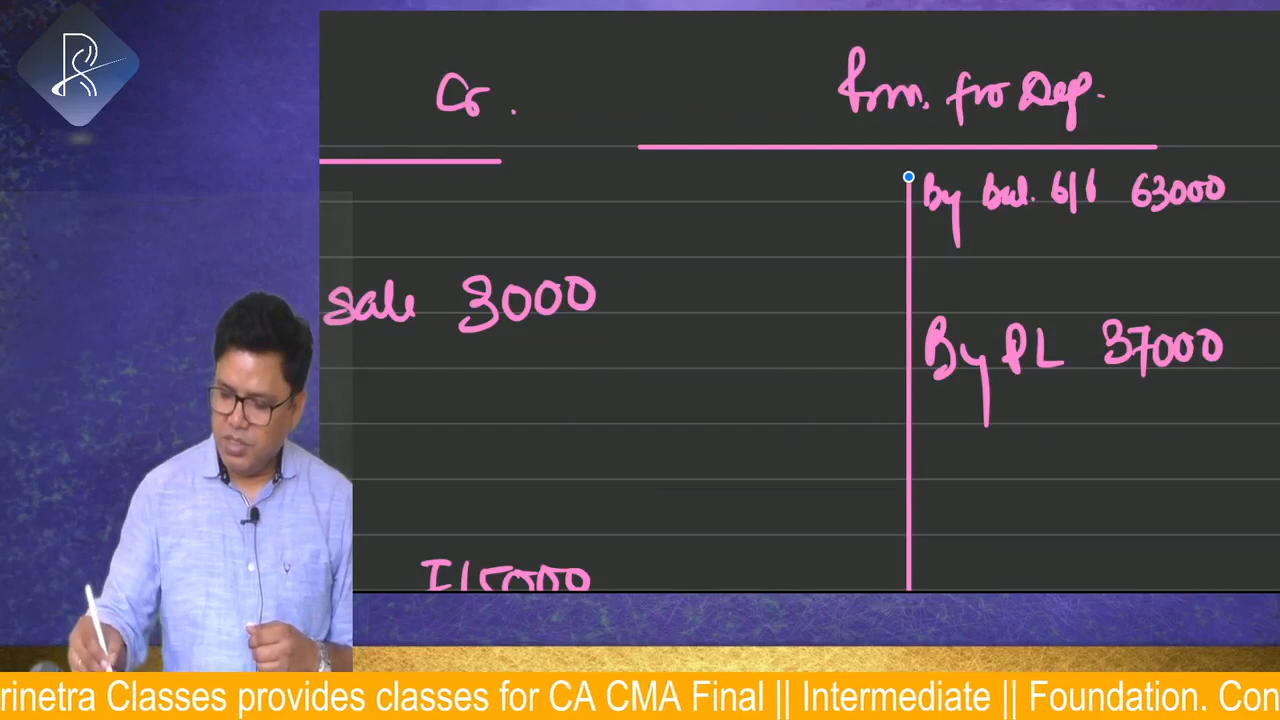 Cr.
Prov. for Dep.
By bal. b/d 63000
Sale 3000
By PL 37000
115000
rinetra Classes provides classes for CA CMA Final || Intermediate || Foundation. Con